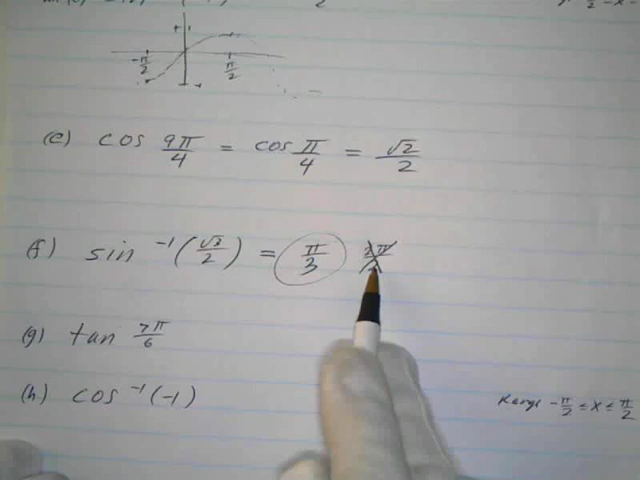 -π/2 π/2
(e) cos 9π/4 = cos π/4 = √2/2
(f) sin⁻¹(√3/2) = π/3
(g) tan 7π/6
(h) cos⁻¹(-1)
Range -π/2 ≤ x ≤ π/2